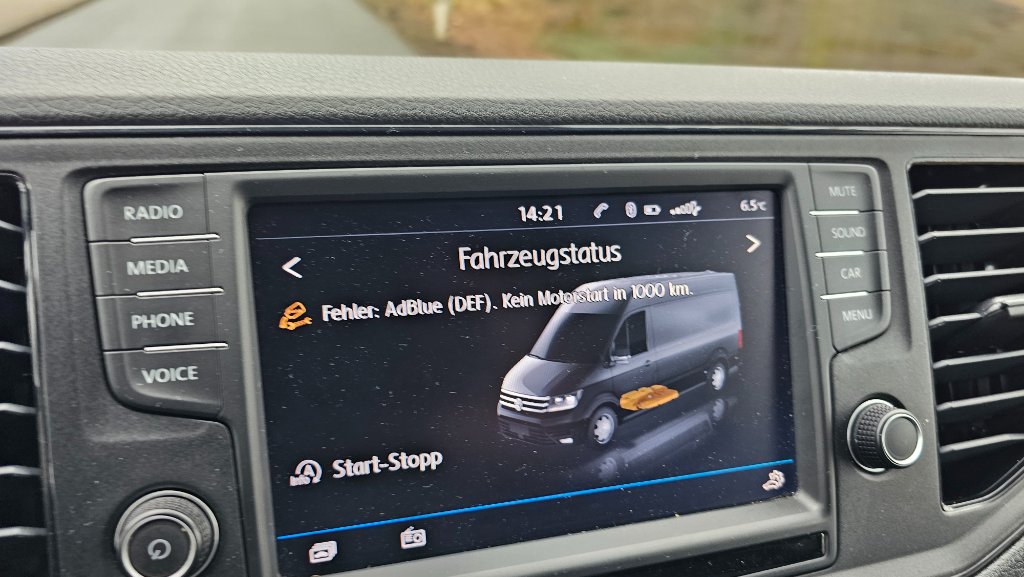 RADIO
MEDIA
PHONE
VOICE
14:21
6.5°C
Fahrzeugstatus
Fehler: AdBlue (DEF). Kein Motorstart in 1000 km.
A
Info
Start-Stopp
MUTE
SOUND
CAR
MENU